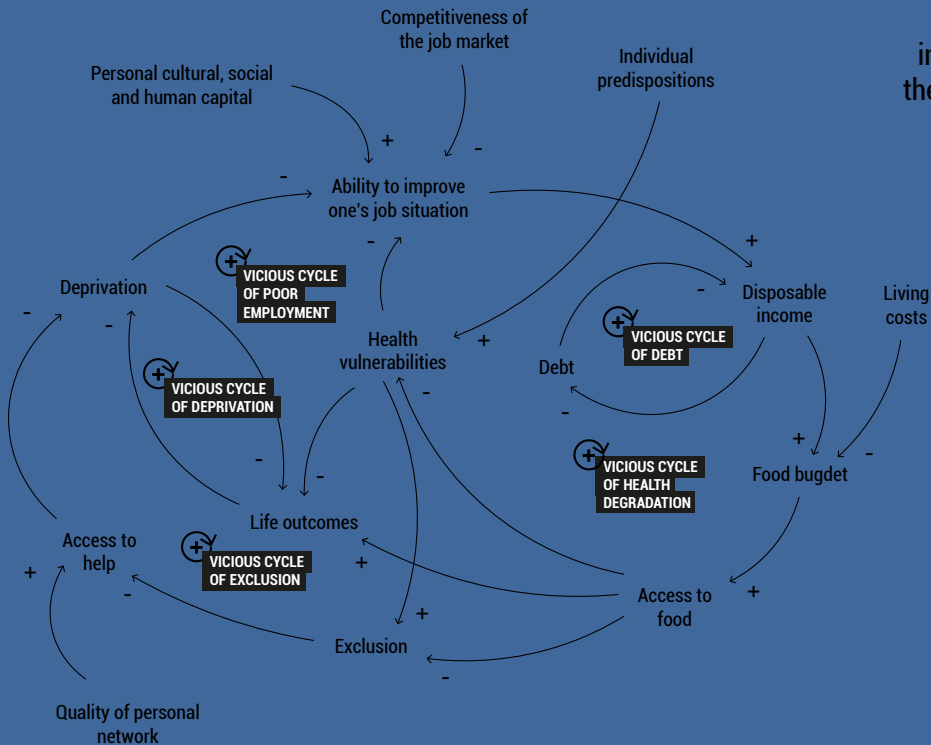 Competitiveness of
the job market
Individual
predispositions
in
the
Personal cultural, social
and human capital
+
-
-
Ability to improve
one's job situation
-
+
Deprivation
-
-
VICIOUS CYCLE
OF POOR
EMPLOYMENT
+
-
Disposable
income
Living
costs
Health
vulnerabilities
+
-
+
VICIOUS CYCLE
OF DEBT
Debt
-
+
VICIOUS CYCLE
OF DEPRIVATION
+
-
Food bugdet
-
+
VICIOUS CYCLE
OF HEALTH
DEGRADATION
-
Life outcomes
Access to
help
+
VICIOUS CYCLE
OF EXCLUSION
+
+
-
Access to
food
+
+
Exclusion
-
Quality of personal
network